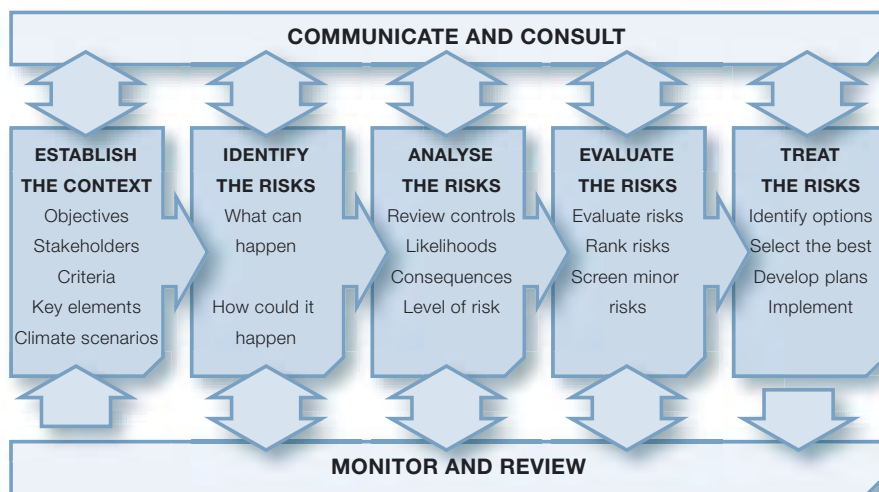 COMMUNICATE AND CONSULT
ESTABLISH
THE CONTEXT
Objectives
Stakeholders
Criteria
Key elements
Climate scenarios
IDENTIFY
THE RISKS
What can
happen
How could it
happen
ANALYSE
THE RISKS
Review controls
Likelihoods
Consequences
Level of risk
EVALUATE
THE RISKS
Evaluate risks
Rank risks
Screen minor
risks
TREAT
THE RISKS
Identify options
Select the best
Develop plans
Implement
MONITOR AND REVIEW